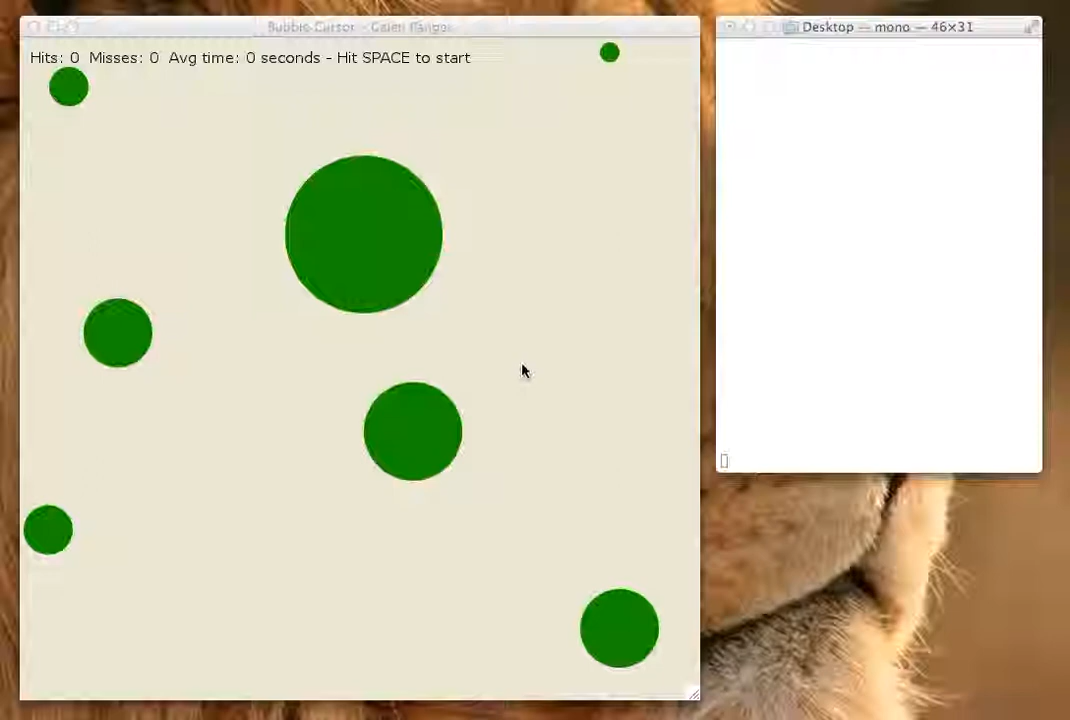 Bubble Cursor - Galen Panger
Desktop — mono — 46×31
Hits: 0 Misses: 0 Avg time: 0 seconds - Hit SPACE to start